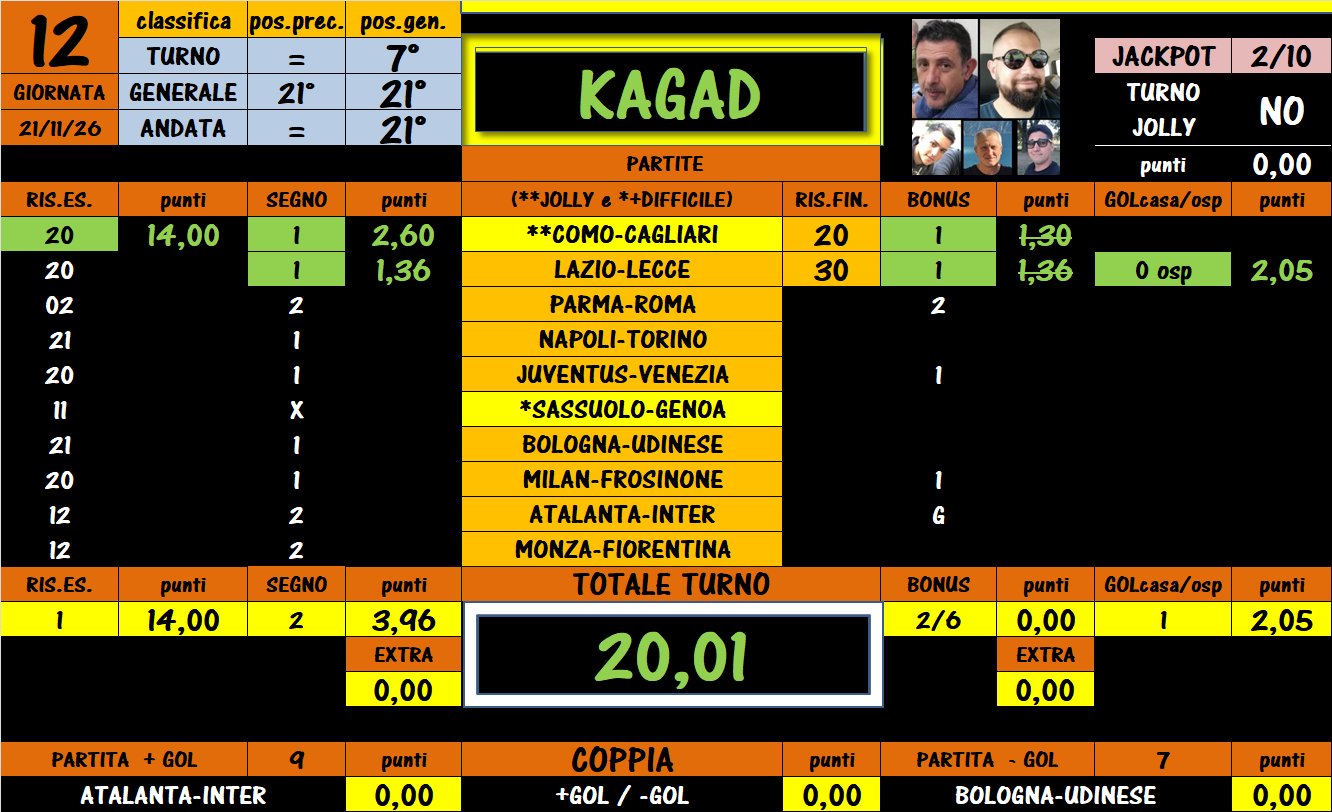 12 classifica pos.prec. pos.gen.
TURNO = 7°
GIORNATA GENERALE 21° 21°
21/11/26 ANDATA = 21°
KAGAD
JACKPOT 2/10
TURNO JOLLY NO
punti 0,00
PARTITE
RIS.ES. punti SEGNO punti (**JOLLY e *+DIFFICILE) RIS.FIN. BONUS punti GOLcasa/osp punti
20 14,00 1 2,60 **COMO-CAGLIARI 20 1 1,30
20 1 1,36 LAZIO-LECCE 30 1 1,36 0 osp 2,05
02 2 PARMA-ROMA 2
21 1 NAPOLI-TORINO
20 1 JUVENTUS-VENEZIA 1
11 X *SASSUOLO-GENOA
21 1 BOLOGNA-UDINESE
20 1 MILAN-FROSINONE 1
12 2 ATALANTA-INTER G
12 2 MONZA-FIORENTINA
RIS.ES. punti SEGNO punti TOTALE TURNO BONUS punti GOLcasa/osp punti
1 14,00 2 3,96 20,01 2/6 0,00 1 2,05
EXTRA EXTRA
0,00 0,00
PARTITA + GOL 9 punti COPPIA punti PARTITA - GOL 7 punti
ATALANTA-INTER 0,00 +GOL / -GOL 0,00 BOLOGNA-UDINESE 0,00